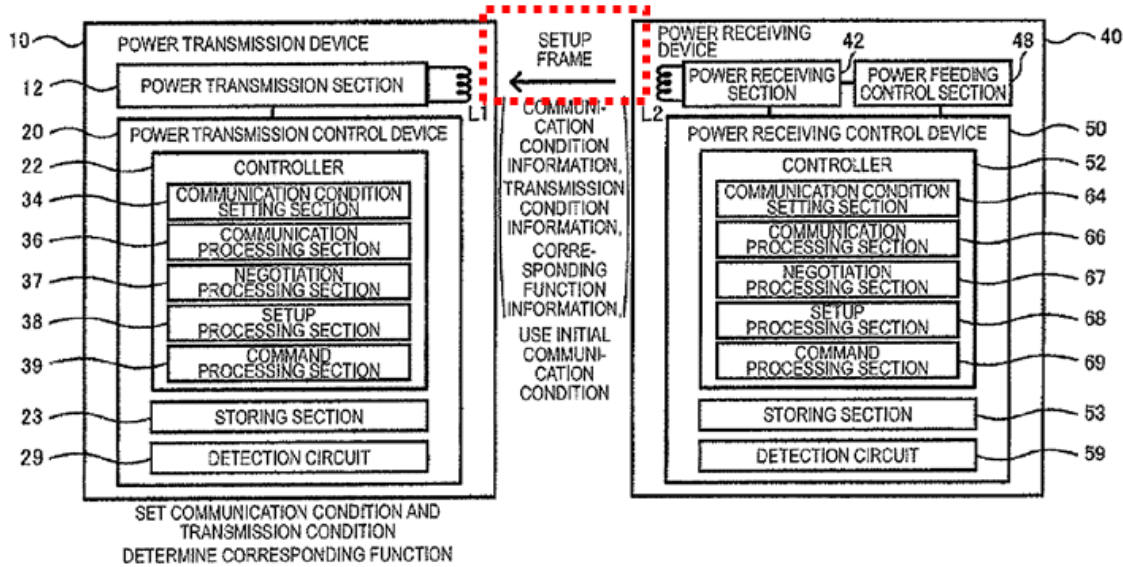 10
POWER TRANSMISSION DEVICE
12
POWER TRANSMISSION SECTION
L1
20
POWER TRANSMISSION CONTROL DEVICE
22
CONTROLLER
34
COMMUNICATION CONDITION
SETTING SECTION
36
COMMUNICATION
PROCESSING SECTION
37
NEGOTIATION
PROCESSING SECTION
38
SETUP
PROCESSING SECTION
39
COMMAND
PROCESSING SECTION
23
STORING SECTION
29
DETECTION CIRCUIT
SET COMMUNICATION CONDITION AND
TRANSMISSION CONDITION
DETERMINE CORRESPONDING FUNCTION
SETUP
FRAME
COMMUNI-
CATION
CONDITION
INFORMATION,
TRANSMISSION
CONDITION
INFORMATION,
CORRE-
SPONDING
FUNCTION
INFORMATION,
USE INITIAL
COMMUNI-
CATION
CONDITION
POWER RECEIVING
DEVICE
42
48
40
L2
POWER RECEIVING
SECTION
POWER FEEDING
CONTROL SECTION
POWER RECEIVING CONTROL DEVICE
50
CONTROLLER
52
COMMUNICATION CONDITION
SETTING SECTION
64
COMMUNICATION
PROCESSING SECTION
66
NEGOTIATION
PROCESSING SECTION
67
SETUP
PROCESSING SECTION
68
COMMAND
PROCESSING SECTION
69
STORING SECTION
53
DETECTION CIRCUIT
59